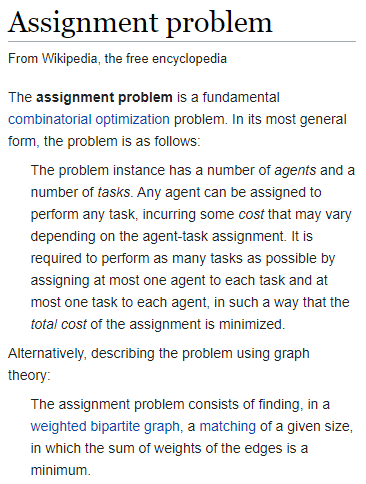 Assignment problem
From Wikipedia, the free encyclopedia
The assignment problem is a fundamental
combinatorial optimization problem. In its most general
form, the problem is as follows:
The problem instance has a number of agents and a
number of tasks. Any agent can be assigned to
perform any task, incurring some cost that may vary
depending on the agent-task assignment. It is
required to perform as many tasks as possible by
assigning at most one agent to each task and at
most one task to each agent, in such a way that the
total cost of the assignment is minimized.
Alternatively, describing the problem using graph
theory:
The assignment problem consists of finding, in a
weighted bipartite graph, a matching of a given size,
in which the sum of weights of the edges is a
minimum.